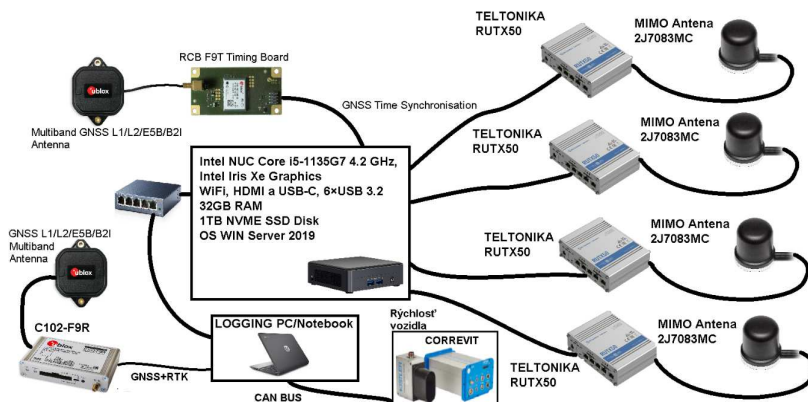 RCB F9T Timing Board
ublox
Multiband GNSS L1/L2/E5B/B2I
Antenna
GNSS Time Synchronisation
TELTONIKA
RUTX50
MIMO Antena
2J7083MC
TELTONIKA
RUTX50
MIMO Antena
2J7083MC
Intel NUC Core i5-1135G7 4.2 GHz,
Intel Iris Xe Graphics
WiFi, HDMI a USB-C, 6×USB 3.2
32GB RAM
1TB NVME SSD Disk
OS WIN Server 2019
GNSS L1/L2/E5B/B2I
Multiband
Antenna
ublox
TELTONIKA
RUTX50
MIMO Antena
2J7083MC
C102-F9R
ublox
GNSS+RTK
LOGGING PC/Notebook
CAN BUS
Rýchlosť
vozidla
CORREVIT
TELTONIKA
RUTX50
MIMO Antena
2J7083MC